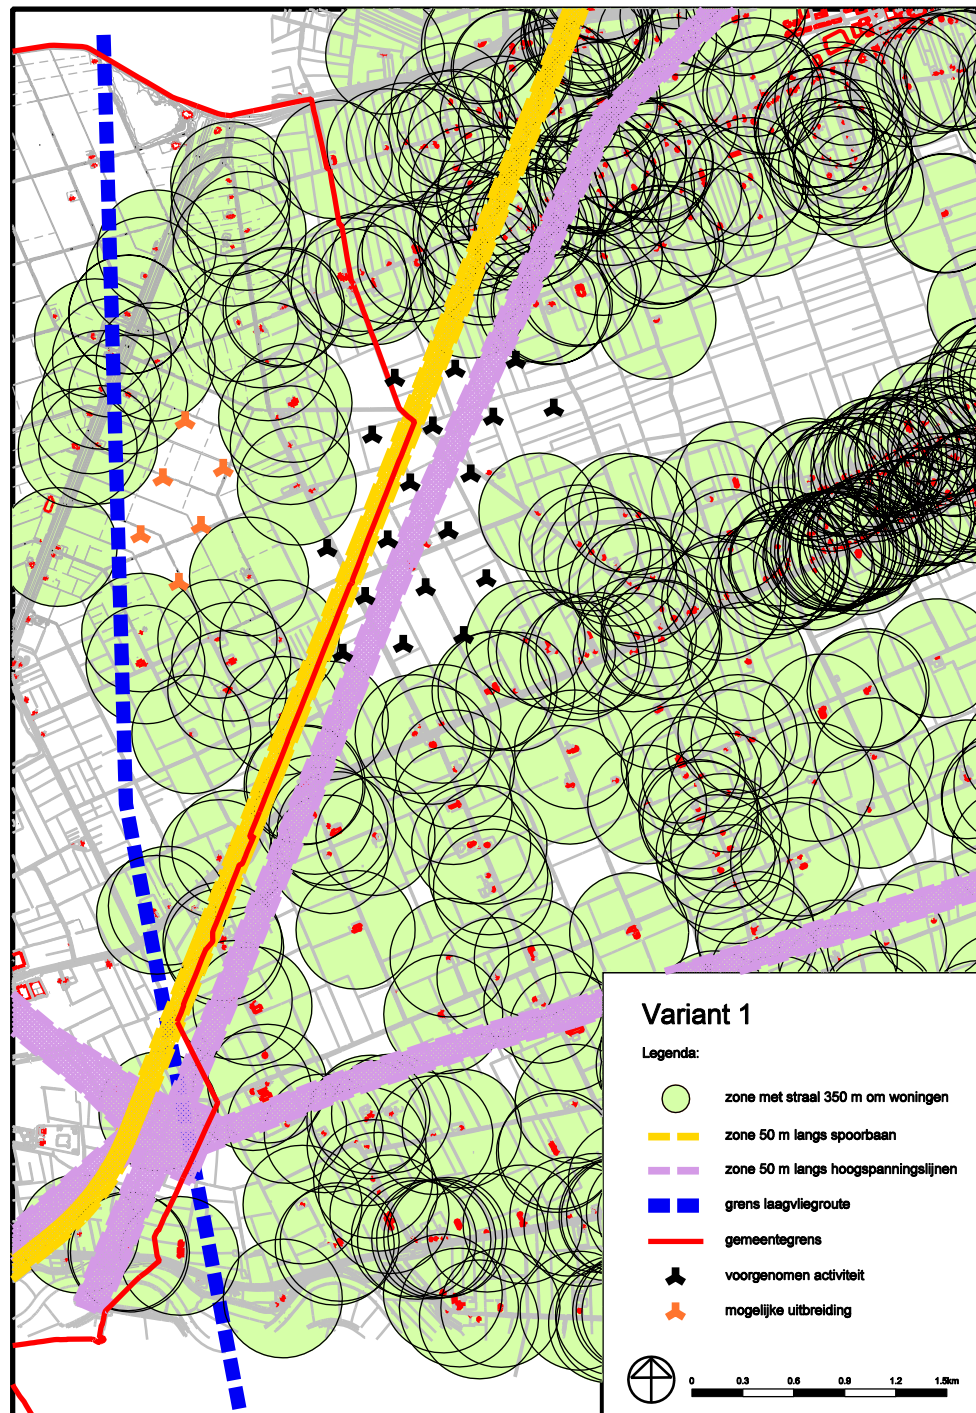 Variant 1
Legenda:
zone met straal 350 m om woningen
zone 50 m langs spoorbaan
zone 50 m langs hoogspanningslijnen
grens laagvliegroute
gemeentegrens
voorgenomen activiteit
mogelijke uitbreiding
0 0.3 0.6 0.9 1.2 1.5km